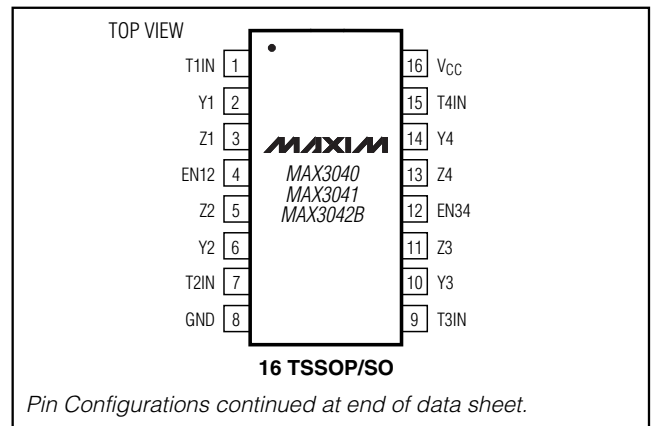 TOP VIEW
T1IN 1
Y1 2
Z1 3
EN12 4
Z2 5
Y2 6
T2IN 7
GND 8
MAXIM
MAX3040
MAX3041
MAX3042B
16 VCC
15 T4IN
14 Y4
13 Z4
12 EN34
11 Z3
10 Y3
9 T3IN
16 TSSOP/SO
Pin Configurations continued at end of data sheet.